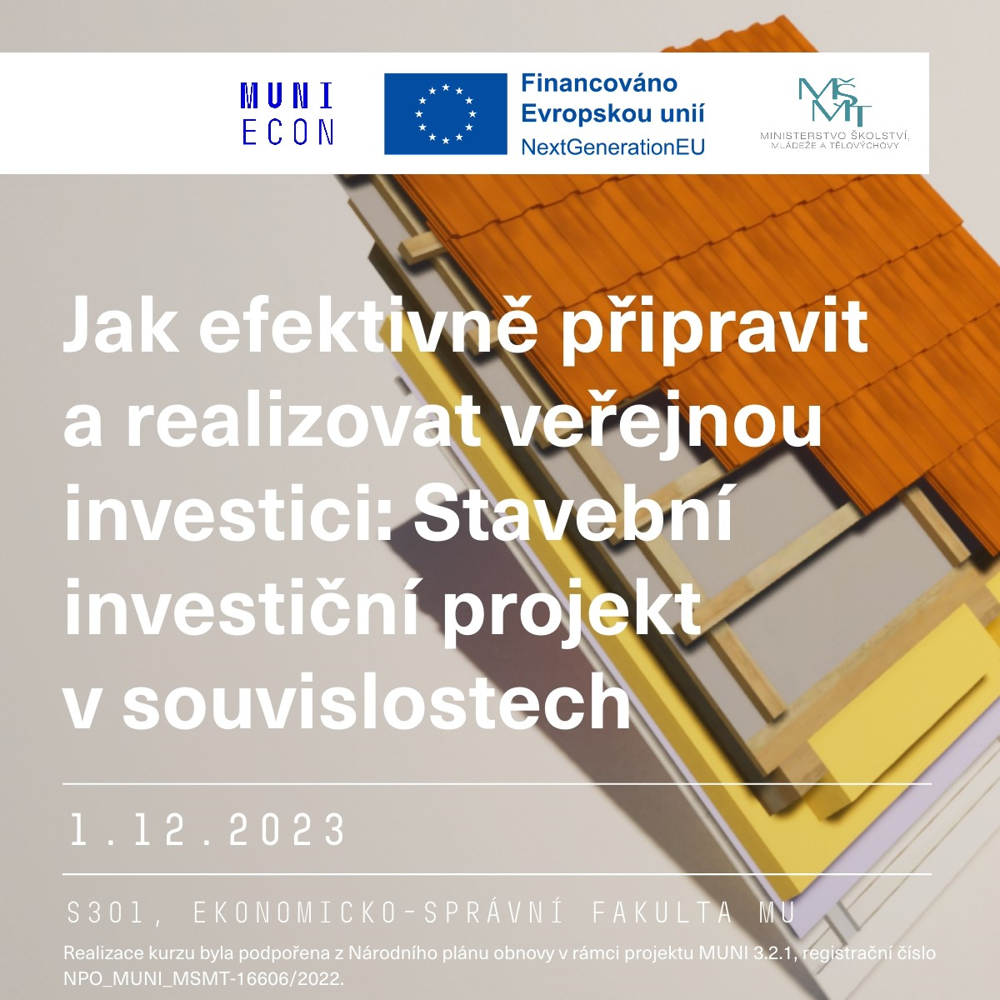 MUNI
ECON
Financováno
Evropskou unií
NextGenerationEU
MŠMT
MINISTERSTVO ŠKOLSTVÍ,
MLÁDEŽE A TĚLOVÝCHOVY
Jak efektivně připravit
a realizovat veřejnou
investici: Stavební
investiční projekt
v souvislostech
1.12.2023
S301, EKONOMICKO-SPRÁVNÍ FAKULTA MU
Realizace kurzu byla podpořena z Národního plánu obnovy v rámci projektu MUNI 3.2.1, registrační číslo
NPO_MUNI_MSMT-16606/2022.